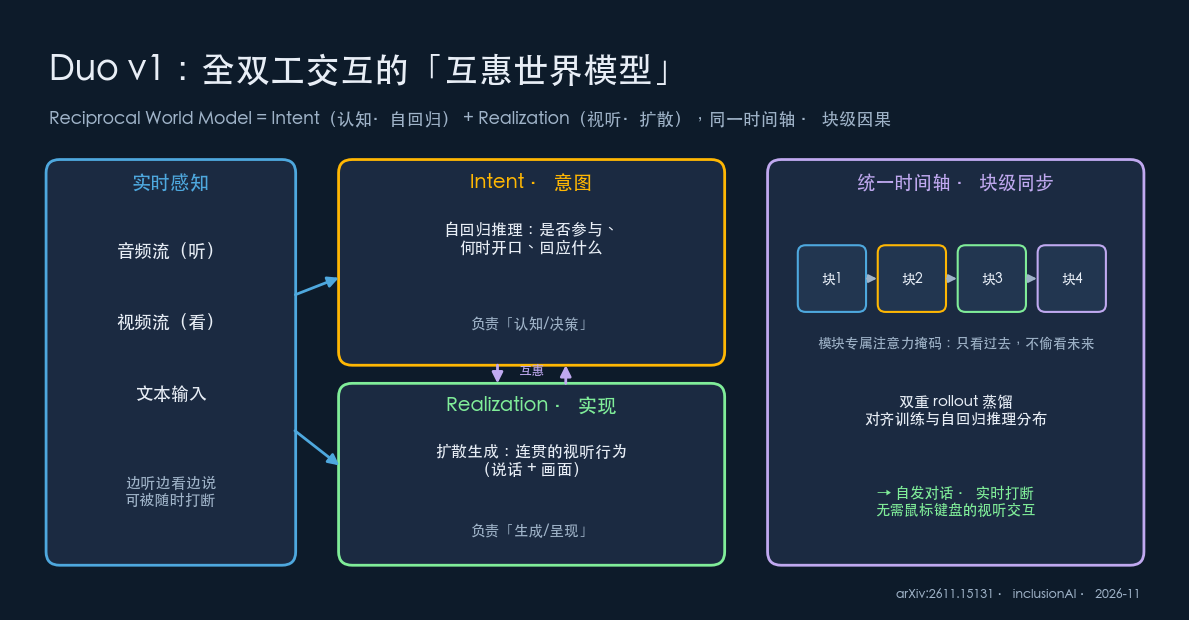 Duo v1：全双工交互的「互惠世界模型」
Reciprocal World Model = Intent（认知· 自回归） + Realization（视听· 扩散），同一时间轴· 块级因果
实时感知
音频流（听）
视频流（看）
文本输入
边听边看边说
可被随时打断
Intent· 意图
自回归推理：是否参与、
何时开口、回应什么
负责「认知/决策」
互惠
Realization· 实现
扩散生成：连贯的视听行为
（说话 + 画面）
负责「生成/呈现」
统一时间轴· 块级同步
块1
块2
块3
块4
模块专属注意力掩码：只看过去，不偷看未来
双重 rollout 蒸馏
对齐训练与自回归推理分布
→ 自发对话· 实时打断
无需鼠标键盘的视听交互
arXiv:2611.15131· inclusionAI· 2026-11